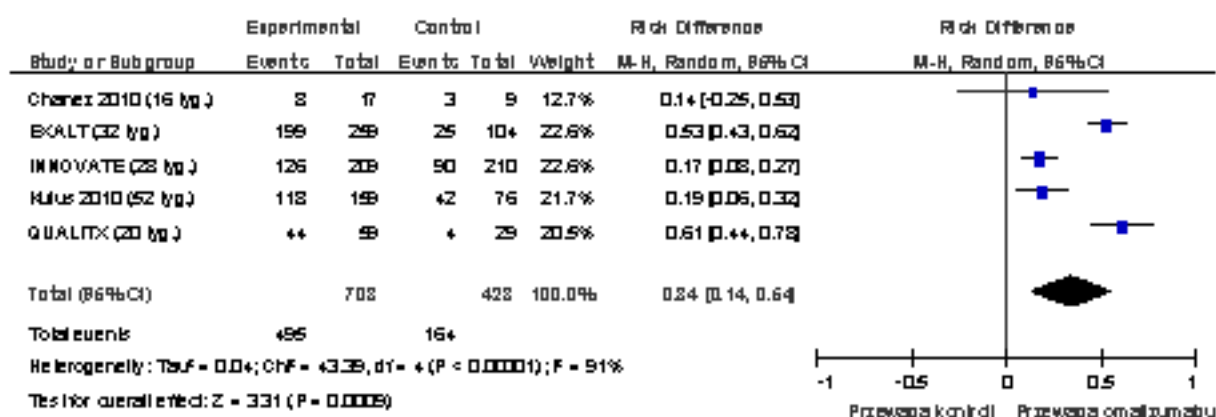 Experimental Control Risk Difference Risk Difference
Study or Subgroup Events Total Events Total Weight M-H, Random, 95% CI M-H, Random, 95% CI
Chanez 2010 (16 tyg.) 8 17 3 9 12.7% 0.14 [-0.25, 0.53]
EXALT (32 tyg.) 199 259 25 104 22.6% 0.53 [0.43, 0.62]
INNOVATE (28 tyg.) 126 209 90 210 22.6% 0.17 [0.08, 0.27]
Kulus 2010 (52 tyg.) 118 159 42 76 21.7% 0.19 [0.06, 0.32]
QUALITX (20 tyg.) 44 59 4 29 20.5% 0.61 [0.44, 0.78]
Total (95% CI) 703 428 100.0% 0.34 [0.14, 0.54]
Total events 495 164
Heterogeneity: Tau² = 0.04; Chi² = 43.39, df = 4 (P < 0.00001); I² = 91%
Test for overall effect: Z = 3.31 (P = 0.0009)
-1 -0.5 0 0.5 1
Przewaga kontroli Przewaga omalizumabu